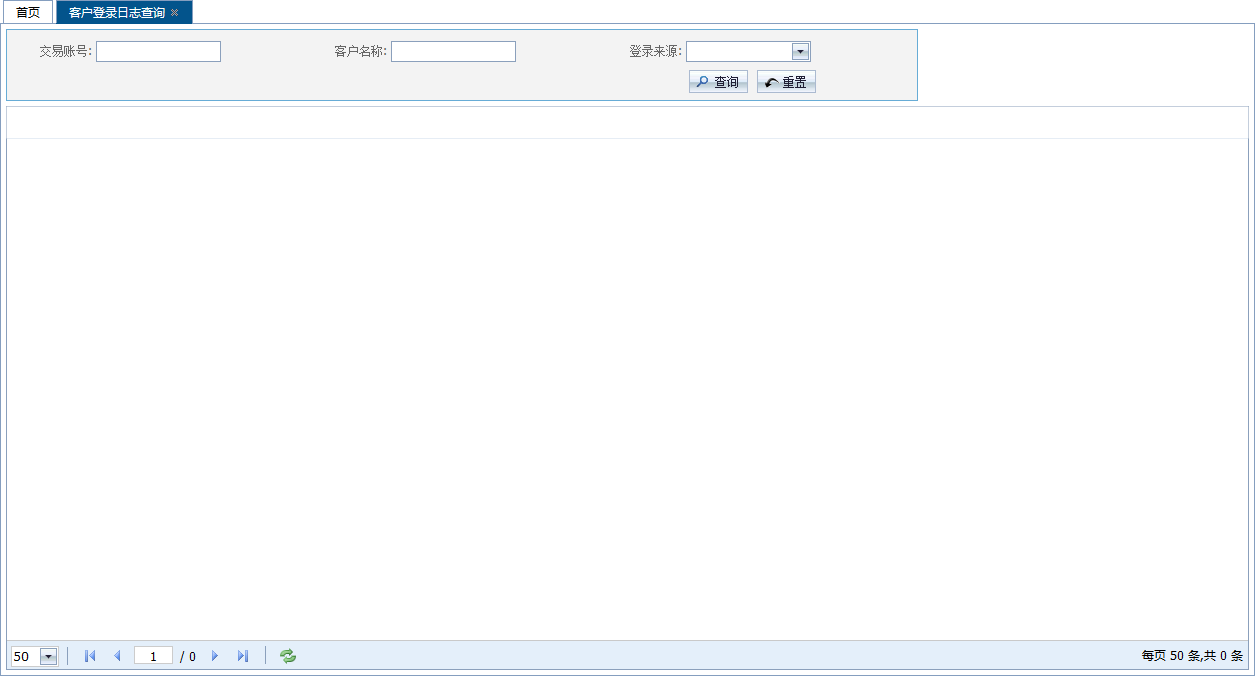 首页 客户登录日志查询
交易账号: 客户名称: 登录来源:
查询 重置
50 1 / 0 每页 50 条,共 0 条